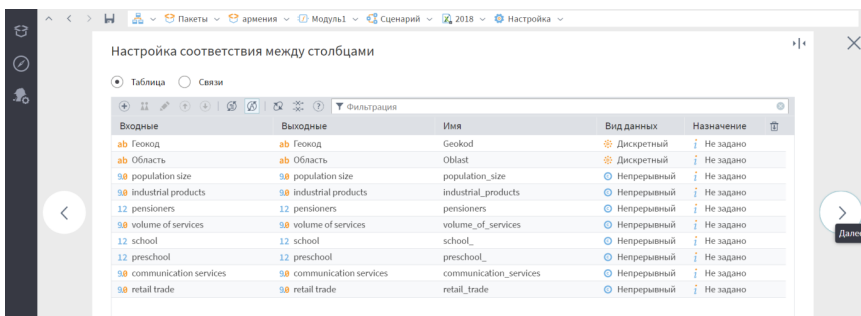 Пакеты армения Модуль1 Сценарий 2018 Настройка
Настройка соответствия между столбцами
Таблица Связи
Фильтрация
Входные Выходные Имя Вид данных Назначение
ab Геокод ab Геокод Geokod Дискретный Не задано
ab Область ab Область Oblast Дискретный Не задано
9.0 population size 9.0 population size population_size Непрерывный Не задано
9.0 industrial products 9.0 industrial products industrial_products Непрерывный Не задано
12 pensioners 12 pensioners pensioners Непрерывный Не задано
9.0 volume of services 9.0 volume of services volume_of_services Непрерывный Не задано
12 school 12 school school_ Непрерывный Не задано
12 preschool 12 preschool preschool_ Непрерывный Не задано
9.0 communication services 9.0 communication services communication_services Непрерывный Не задано
9.0 retail trade 9.0 retail trade retail_trade Непрерывный Не задано
Далее